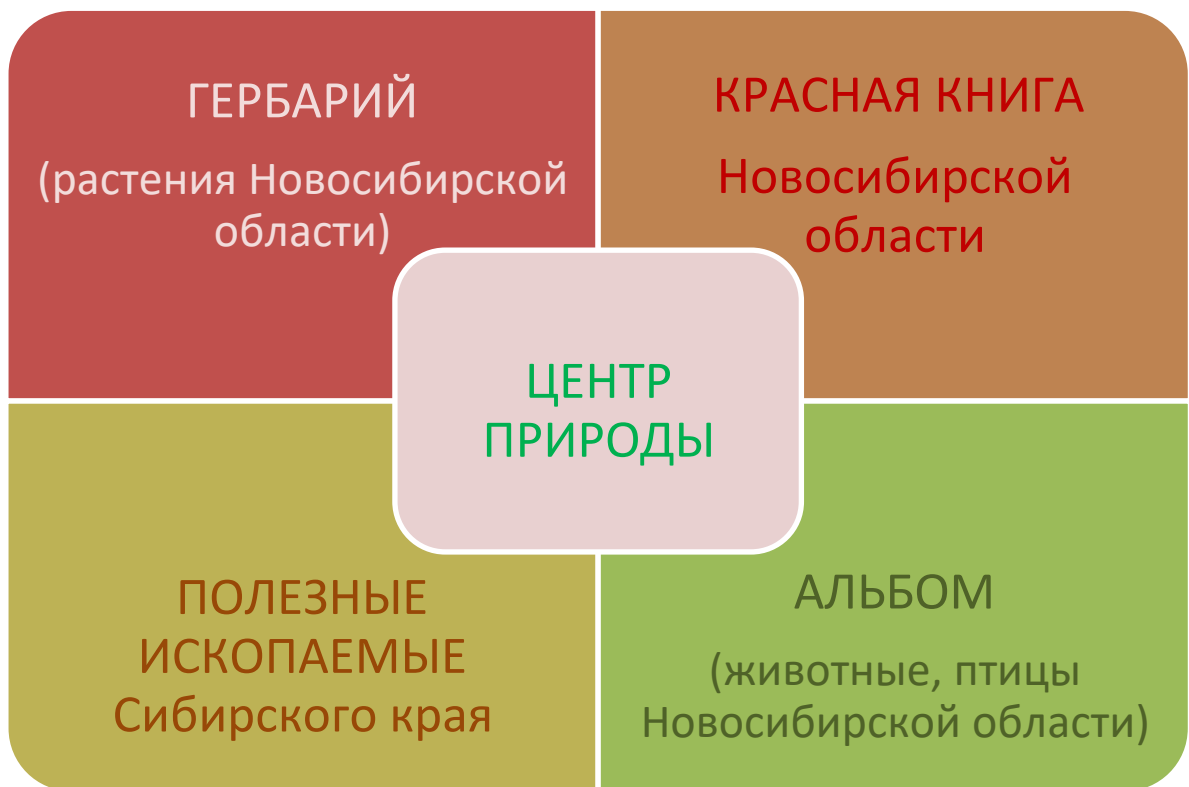 ГЕРБАРИЙ
(растения Новосибирской
области)
КРАСНАЯ КНИГА
Новосибирской
области
ЦЕНТР
ПРИРОДЫ
ПОЛЕЗНЫЕ
ИСКОПАЕМЫЕ
Сибирского края
АЛЬБОМ
(животные, птицы
Новосибирской области)